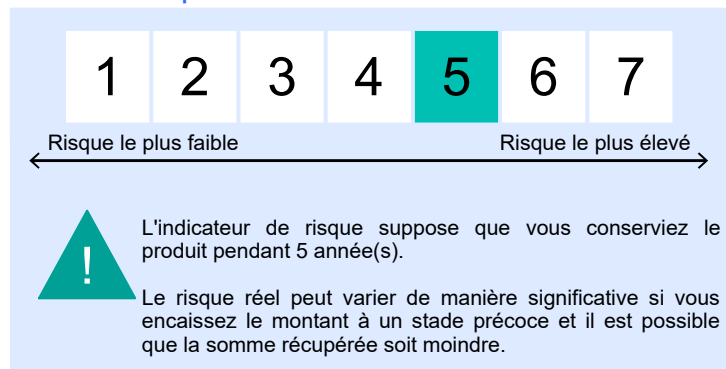 1 2 3 4 5 6 7
Risque le plus faible Risque le plus élevé
!
L'indicateur de risque suppose que vous conserviez le
produit pendant 5 année(s).
Le risque réel peut varier de manière significative si vous
encaissez le montant à un stade précoce et il est possible
que la somme récupérée soit moindre.